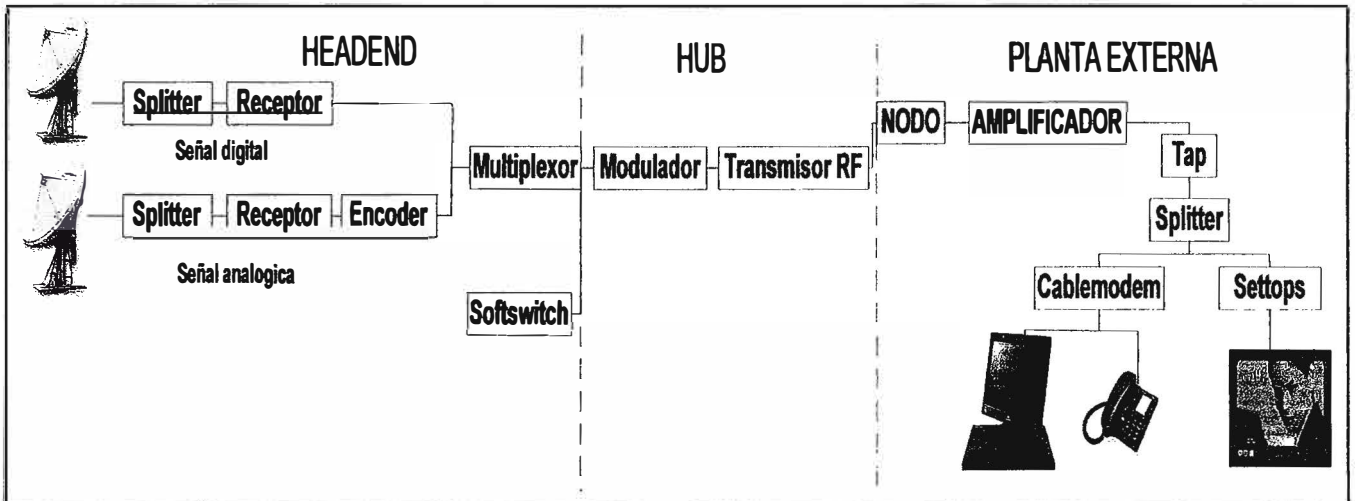 HEADEND
HUB
PLANTA EXTERNA
Splitter
Receptor
Señal digital
Splitter
Receptor
Encoder
Señal analogica
Multiplexor
Softswitch
Modulador
Transmisor RF
NODO
AMPLIFICADOR
Tap
Splitter
Cablemodem
Settops